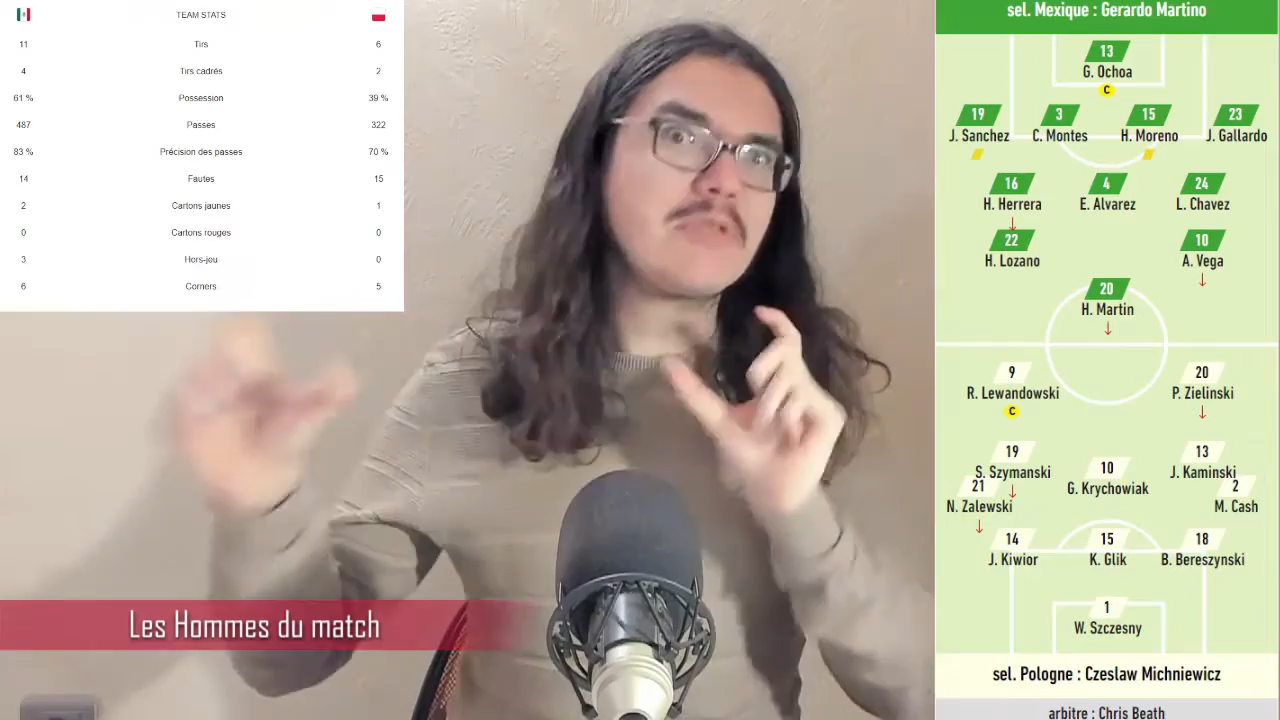 TEAM STATS
11 Tirs 6
4 Tirs cadrés 2
61 % Possession 39 %
487 Passes 322
83 % Précision des passes 70 %
14 Fautes 15
2 Cartons jaunes 1
0 Cartons rouges 0
3 Hors-jeu 0
6 Corners 5
Les Hommes du match
sel. Mexique : Gerardo Martino
13
G. Ochoa
C
19 3 15 23
J. Sanchez C. Montes H. Moreno J. Gallardo
16 4 24
H. Herrera E. Alvarez L. Chavez
22 10
H. Lozano A. Vega
20
H. Martin
9 20
R. Lewandowski P. Zielinski
C
19 10 13
S. Szymanski G. Krychowiak J. Kaminski
21 2
N. Zalewski M. Cash
14 15 18
J. Kiwior K. Glik B. Bereszynski
1
W. Szczesny
sel. Pologne : Czeslaw Michniewicz
arbitre : Chris Beath